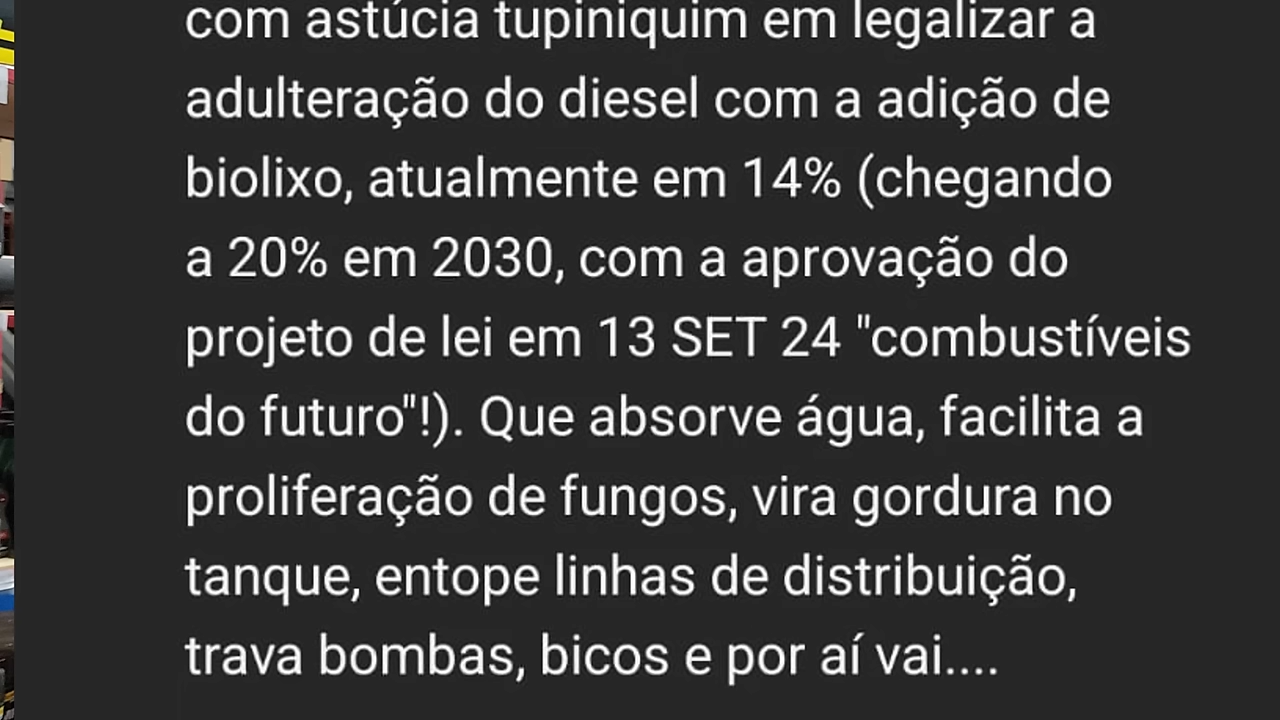 com astúcia tupiniquim em legalizar a
adulteração do diesel com a adição de
biolixo, atualmente em 14% (chegando
a 20% em 2030, com a aprovação do
projeto de lei em 13 SET 24 "combustíveis
do futuro"!). Que absorve água, facilita a
proliferação de fungos, vira gordura no
tanque, entope linhas de distribuição,
trava bombas, bicos e por aí vai....